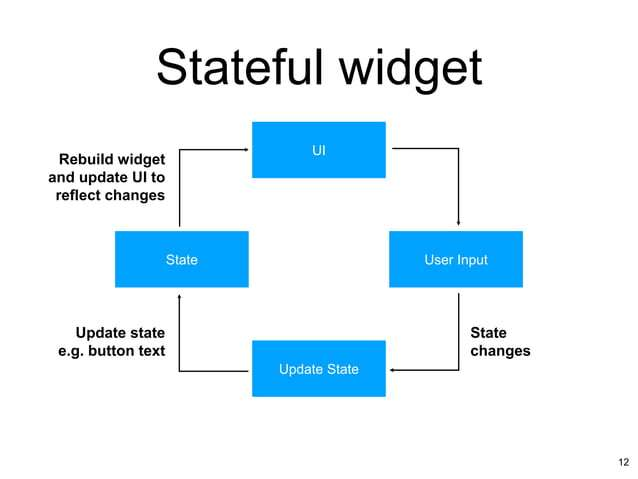 Stateful widget
UI
Rebuild widget
and update UI to
reflect changes
State
User Input
Update state
e.g. button text
State
changes
Update State
12